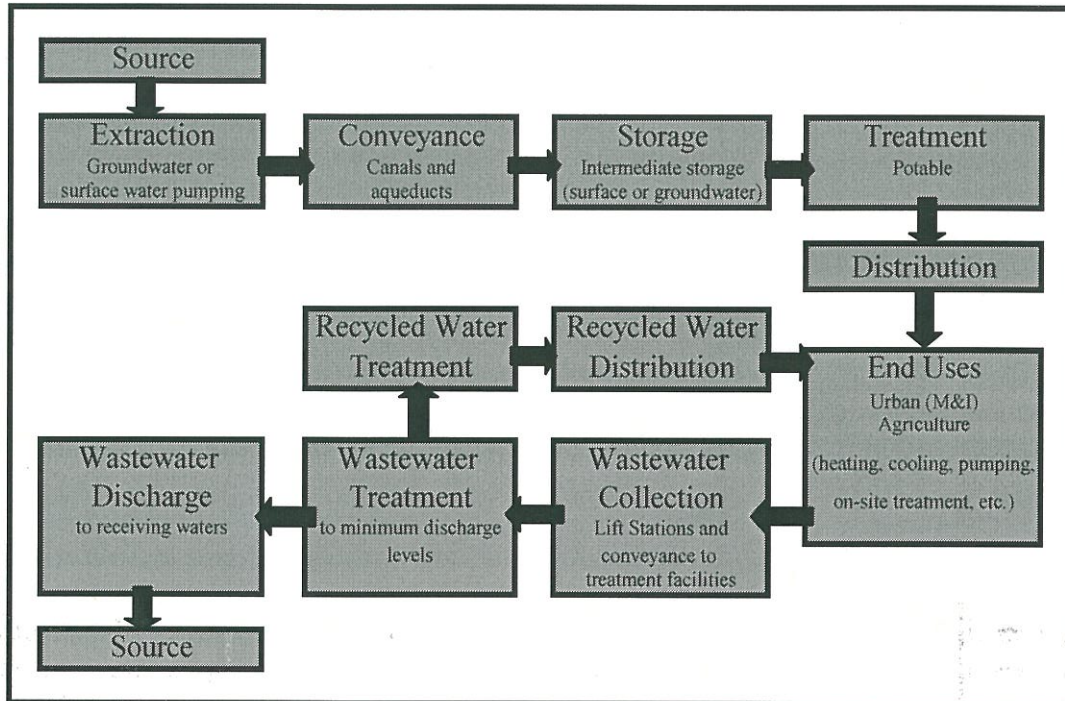 Source
Extraction
Groundwater or
surface water pumping
Conveyance
Canals and
aqueducts
Storage
Intermediate storage
(surface or groundwater)
Treatment
Potable
Distribution
Recycled Water
Treatment
Recycled Water
Distribution
End Uses
Urban (M&I)
Agriculture
(heating, cooling, pumping,
on-site treatment, etc.)
Wastewater
Collection
Lift Stations and
conveyance to
treatment facilities
Wastewater
Treatment
to minimum discharge
levels
Wastewater
Discharge
to receiving waters
Source